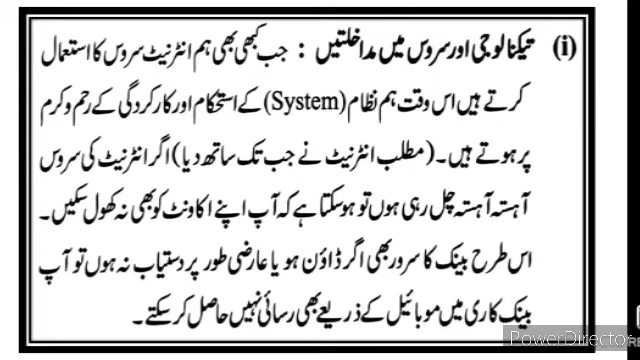 (i) ٹیکنالوجی اور سروس میں مداخلتیں : جب کبھی بھی ہم انٹرنیٹ سروس کا استعمال
کرتے ہیں اس وقت ہم نظام (System) کے استحکام اور کارکردگی کے رحم و کرم
پر ہوتے ہیں۔ (مطلب انٹرنیٹ نے جب تک ساتھ دیا) اگر انٹرنیٹ کی سروس
آہستہ آہستہ چل رہی ہوں تو ہو سکتا ہے کہ آپ اپنے اکاونٹ کو بھی نہ کھول سکیں۔
اس طرح بینک کا سرور بھی اگر ڈاؤن ہو یا عارضی طور پر دستیاب نہ ہوں تو آپ
بینک کاری میں موبائیل کے ذریعے بھی رسائی نہیں حاصل کر سکتے۔
PowerDirector